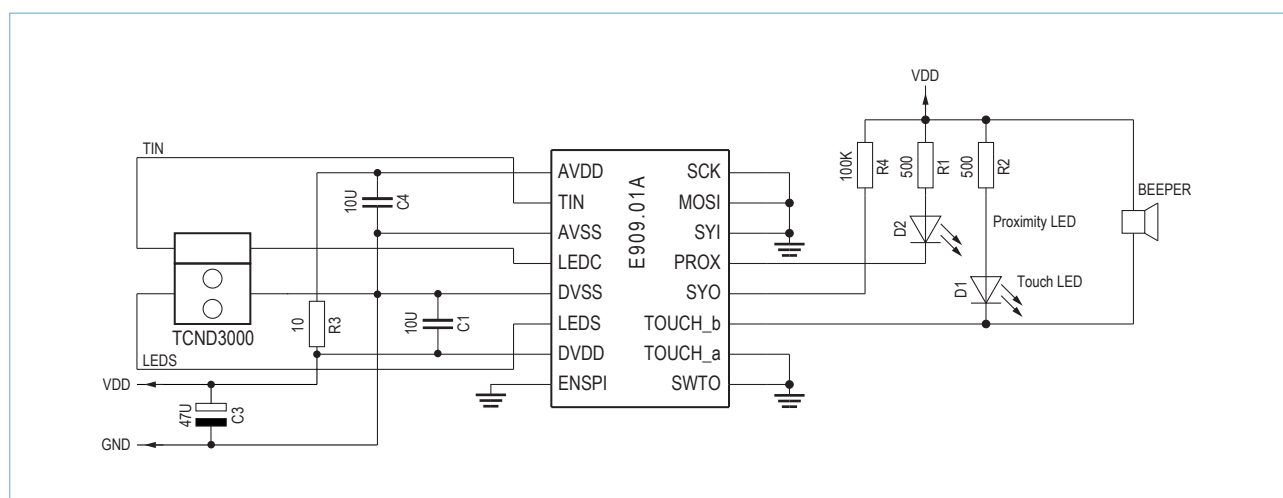 TIN
TCND3000
LEDS
VDD
GND
47U
C3
10
R3
10U
C4
10U
C1
E909.01A
AVDD
TIN
AVSS
LEDC
DVSS
LEDS
DVDD
ENSPI
SCK
MOSI
SYI
PROX
SYO
TOUCH_b
TOUCH_a
SWTO
VDD
100K
R4
500
R1
500
R2
D2
Proximity LED
D1
Touch LED
BEEPER